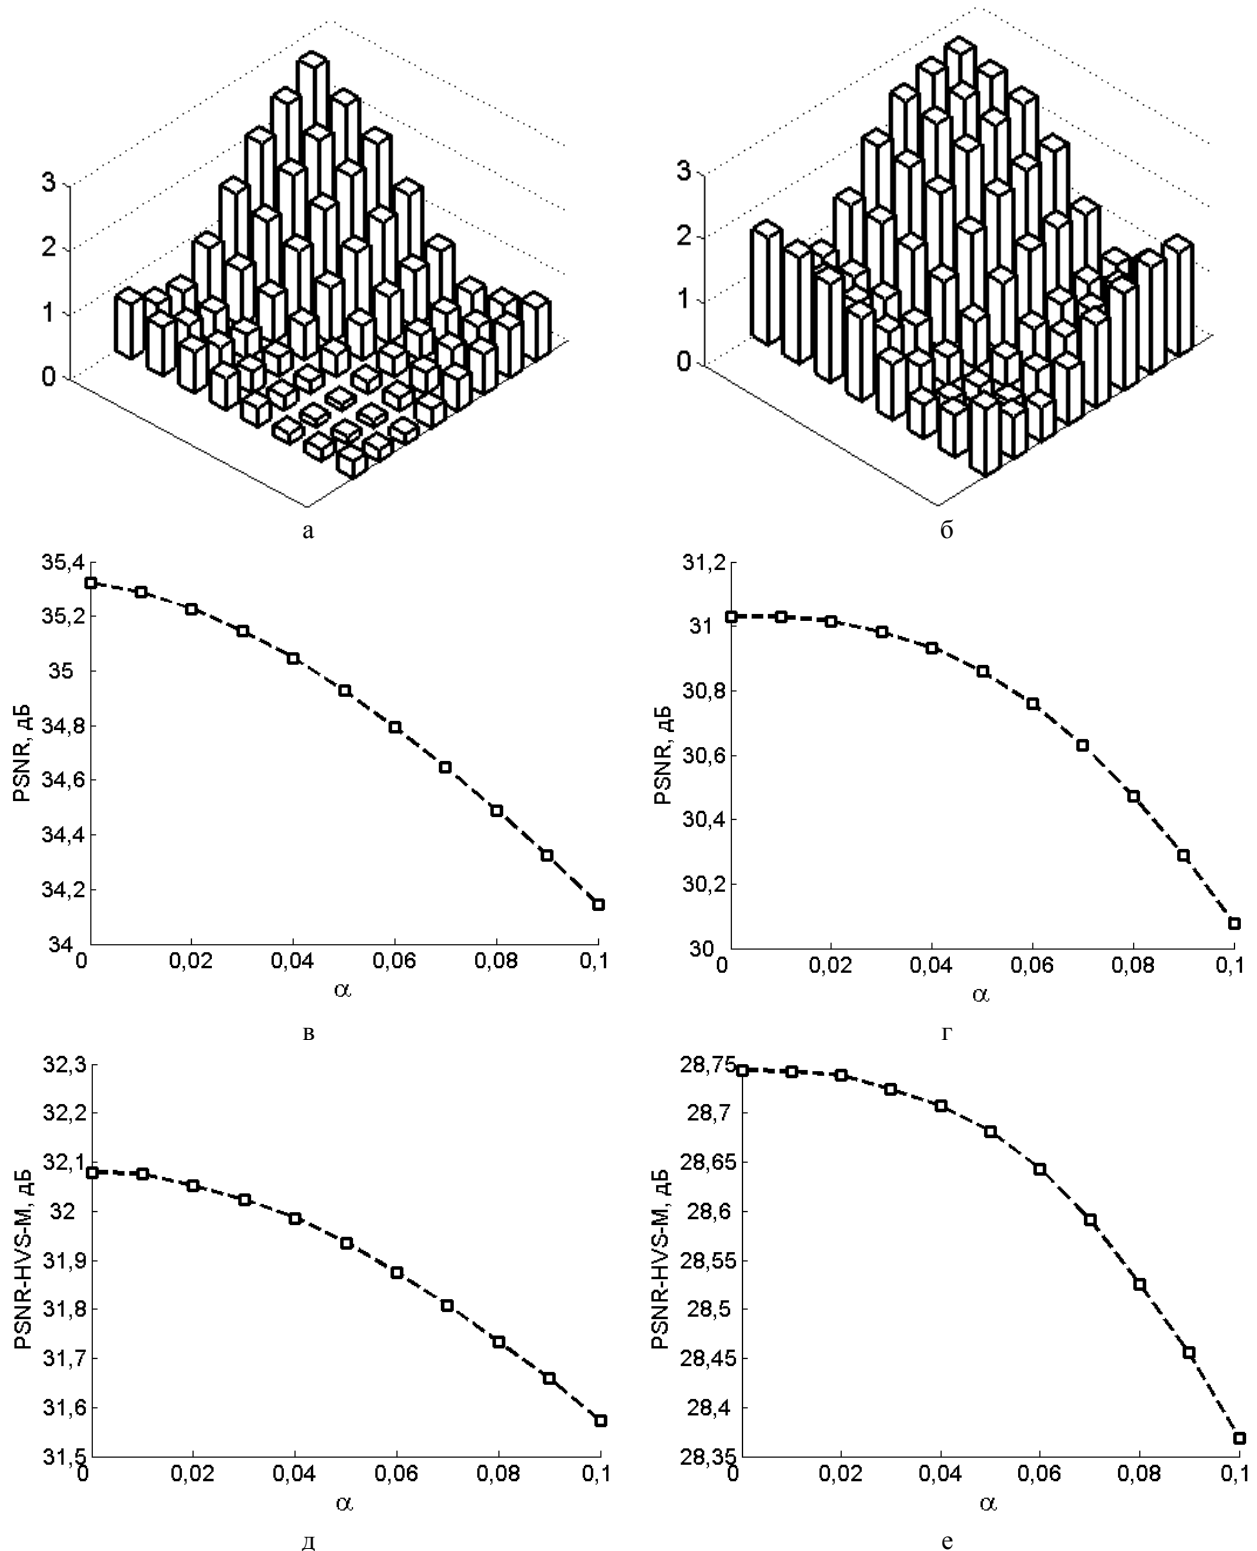 3
2
1
0
а
3
2
1
0
б
35,4
35,2
35
34,8
34,6
34,4
34,2
34
PSNR, дБ
0 0,02 0,04 0,06 0,08 0,1
α
в
31,2
31
30,8
30,6
30,4
30,2
30
PSNR, дБ
0 0,02 0,04 0,06 0,08 0,1
α
г
32,3
32,2
32,1
32
31,9
31,8
31,7
31,6
31,5
PSNR-HVS-M, дБ
0 0,02 0,04 0,06 0,08 0,1
α
д
28,75
28,7
28,65
28,6
28,55
28,5
28,45
28,4
28,35
PSNR-HVS-M, дБ
0 0,02 0,04 0,06 0,08 0,1
α
е